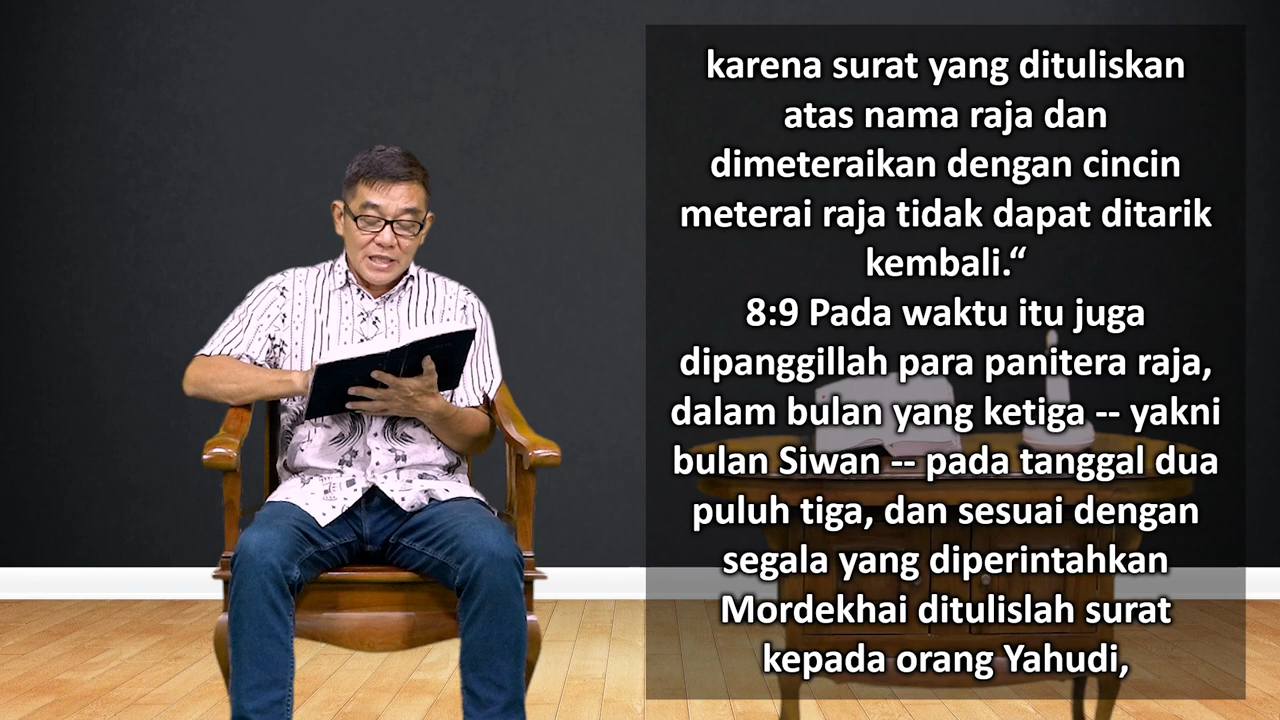 karena surat yang dituliskan
atas nama raja dan
dimeteraikan dengan cincin
meterai raja tidak dapat ditarik
kembali.“
8:9 Pada waktu itu juga
dipanggillah para panitera raja,
dalam bulan yang ketiga -- yakni
bulan Siwan -- pada tanggal dua
puluh tiga, dan sesuai dengan
segala yang diperintahkan
Mordekhai ditulislah surat
kepada orang Yahudi,